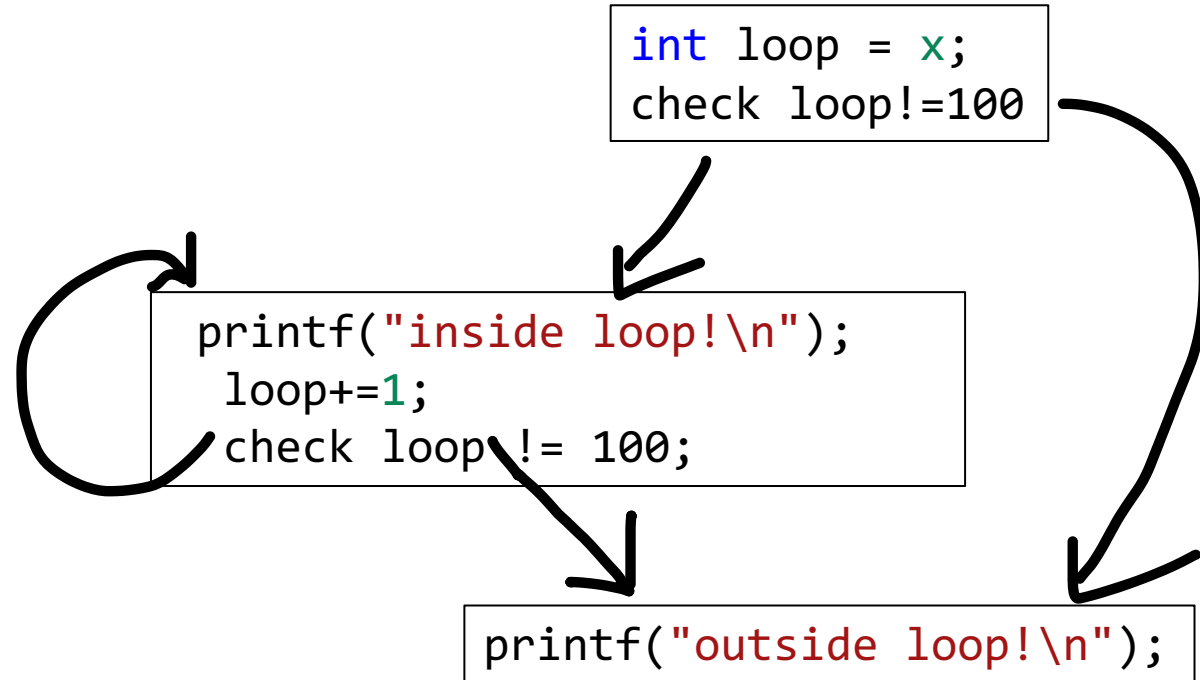 int loop = x;
check loop!=100
printf("inside loop!\n");
loop+=1;
check loop != 100;
printf("outside loop!\n");